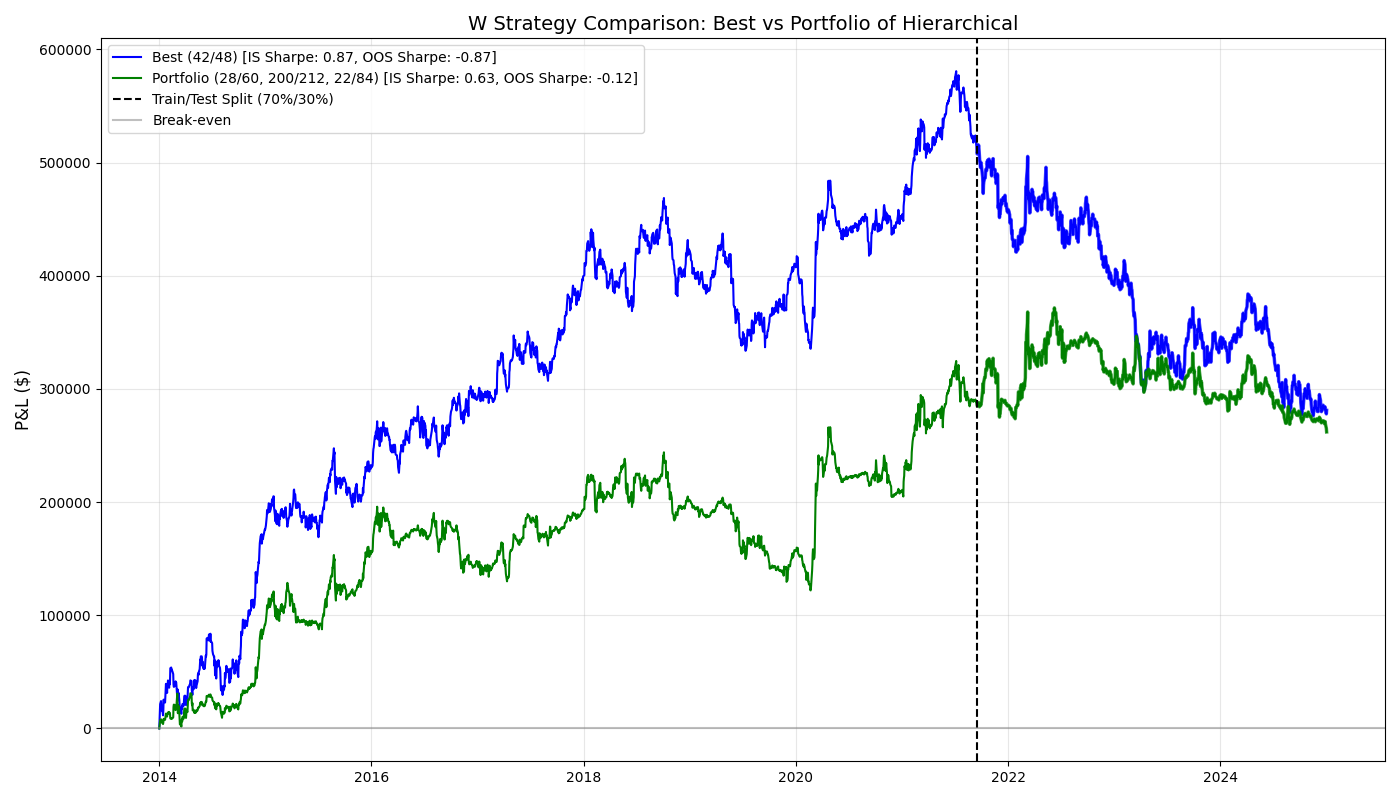 W Strategy Comparison: Best vs Portfolio of Hierarchical
Best (42/48) [IS Sharpe: 0.87, OOS Sharpe: -0.87]
Portfolio (28/60, 200/212, 22/84) [IS Sharpe: 0.63, OOS Sharpe: -0.12]
Train/Test Split (70%/30%)
Break-even
P&L ($)
600000
500000
400000
300000
200000
100000
0
2014
2016
2018
2020
2022
2024